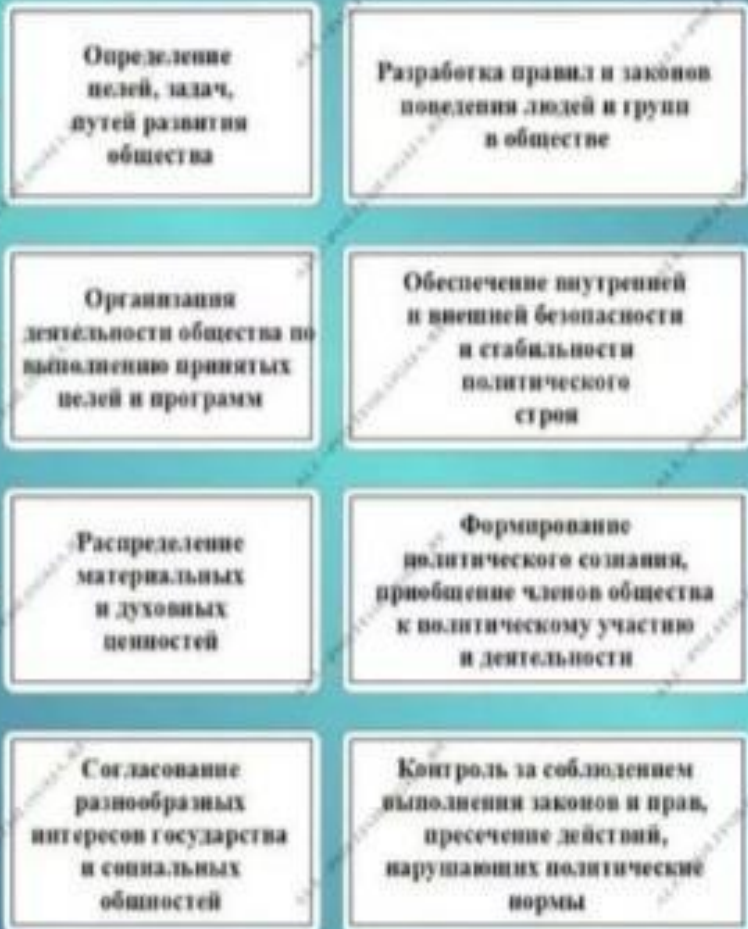 Определение
целей, задач,
путей развития
общества
Разработка правил и законов
поведения людей и групп
в обществе
Организация
деятельности общества по
выполнению принятых
целей и программ
Обеспечение внутренней
и внешней безопасности
и стабильности
политического
строя
Распределение
материальных
и духовных
ценностей
Формирование
политического сознания,
приобщение членов общества
к политическому участию
и деятельности
Согласование
разнообразных
интересов государства
и социальных
общностей
Контроль за соблюдением
выполнения законов и прав,
пресечение действий,
нарушающих политические
нормы